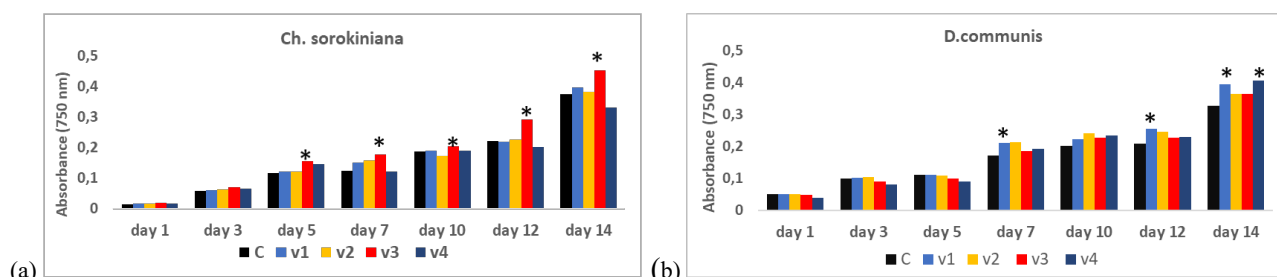 Ch. sorokiniana
Absorbance (750 nm)
0,5
0,4
0,3
0,2
0,1
0
* * * * *
day 1 day 3 day 5 day 7 day 10 day 12 day 14
C v1 v2 v3 v4
(a)
D.communis
Absorbance (750 nm)
0,5
0,4
0,3
0,2
0,1
0
* * * *
day 1 day 3 day 5 day 7 day 10 day 12 day 14
C v1 v2 v3 v4
(b)